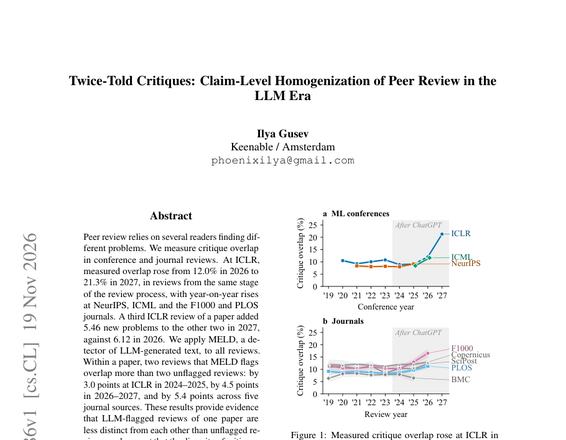 Twice-Told Critiques: Claim-Level Homogenization of Peer Review in the
LLM Era
Ilya Gusev
Keenable / Amsterdam
phoenixilya@gmail.com
Abstract
Peer review relies on several readers finding dif-
ferent problems. We measure critique overlap
in conference and journal reviews. At ICLR,
measured overlap rose from 12.0% in 2026 to
21.3% in 2027, in reviews from the same stage
of the review process, with year-on-year rises
at NeurIPS, ICML and the F1000 and PLOS
journals. A third ICLR review of a paper added
5.46 new problems to the other two in 2027,
against 6.12 in 2026. We apply MELD, a de-
tector of LLM-generated text, to all reviews.
Within a paper, two reviews that MELD flags
overlap more than two unflagged reviews: by
3.0 points at ICLR in 2024–2025, by 4.5 points
in 2026–2027, and by 5.4 points across five
journal sources. These results provide evidence
that LLM-flagged reviews of one paper are
less distinct from each other than unflagged re-
a ML conferences
After ChatGPT
Critique overlap (%)
25
20
15
10
5
0
ICLR
ICML
NeurIPS
'19 '20 '21 '22 '23 '24 '25 '26 '27
Conference year
b Journals
After ChatGPT
Critique overlap (%)
25
20
15
10
5
0
F1000
Copernicus
SciPost
PLOS
BMC
'19 '20 '21 '22 '23 '24 '25 '26 '27
Review year
Figure 1: Measured critique overlap rose at ICLR in
6v1 [cs.CL] 19 Nov 2026